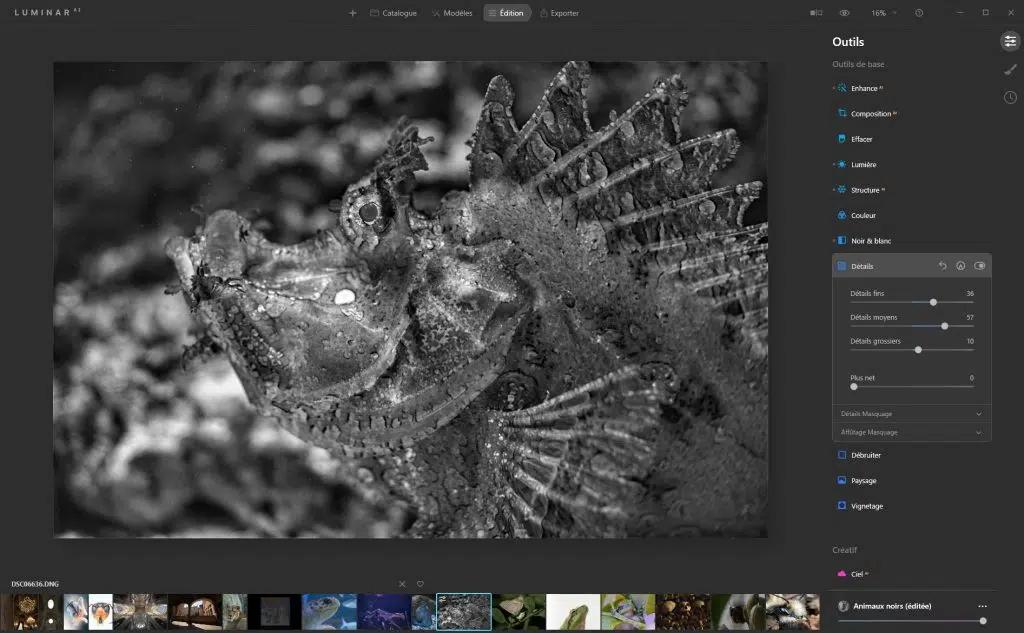 LUMINAR AI
Catalogue Modèles Édition Exporter 16%
Outils
Outils de base
Enhance AI
Composition AI
Effacer
Lumière
Structure AI
Couleur
Noir & blanc
Détails
Détails fins 36
Détails moyens 57
Détails grossiers 10
Plus net 0
Détails Masquage
Affûtage Masquage
Débruiter
Paysage
Vignetage
Créatif
Ciel AI
DSC06636.DNG
Animaux noirs (éditée)